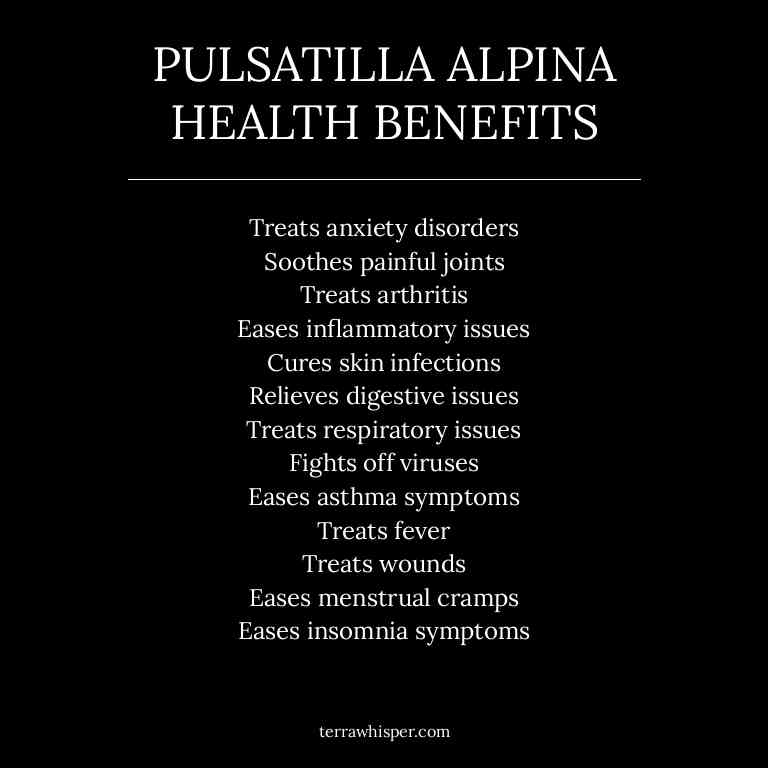 PULSATILLA ALPINA
HEALTH BENEFITS
Treats anxiety disorders
Soothes painful joints
Treats arthritis
Eases inflammatory issues
Cures skin infections
Relieves digestive issues
Treats respiratory issues
Fights off viruses
Eases asthma symptoms
Treats fever
Treats wounds
Eases menstrual cramps
Eases insomnia symptoms
terrawhisper.com